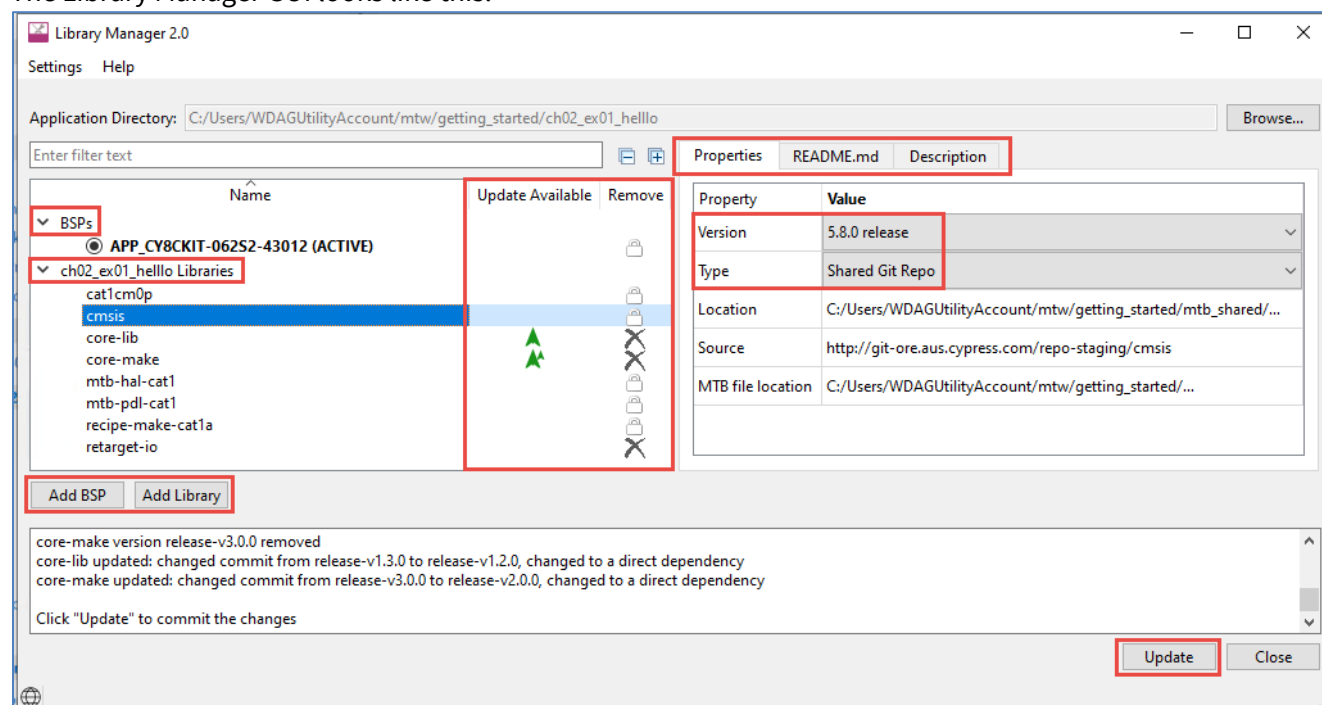 The Library Manager GUI looks like this:
Library Manager 2.0
Settings Help
Application Directory: C:/Users/WDAGUtilityAccount/mtw/getting_started/ch02_ex01_helllo Browse...
Enter filter text
Properties README.md Description
Name Update Available Remove
Property Value
BSPs
APP_CY8CKIT-062S2-43012 (ACTIVE)
Version 5.8.0 release
ch02_ex01_helllo Libraries
Type Shared Git Repo
cat1cm0p
cmsis
Location C:/Users/WDAGUtilityAccount/mtw/getting_started/mtb_shared/...
core-lib
Source http://git-ore.aus.cypress.com/repo-staging/cmsis
core-make
mtb-hal-cat1
MTB file location C:/Users/WDAGUtilityAccount/mtw/getting_started/...
mtb-pdl-cat1
recipe-make-cat1a
retarget-io
Add BSP Add Library
core-make version release-v3.0.0 removed
core-lib updated: changed commit from release-v1.3.0 to release-v1.2.0, changed to a direct dependency
core-make updated: changed commit from release-v3.0.0 to release-v2.0.0, changed to a direct dependency
Click "Update" to commit the changes
Update Close